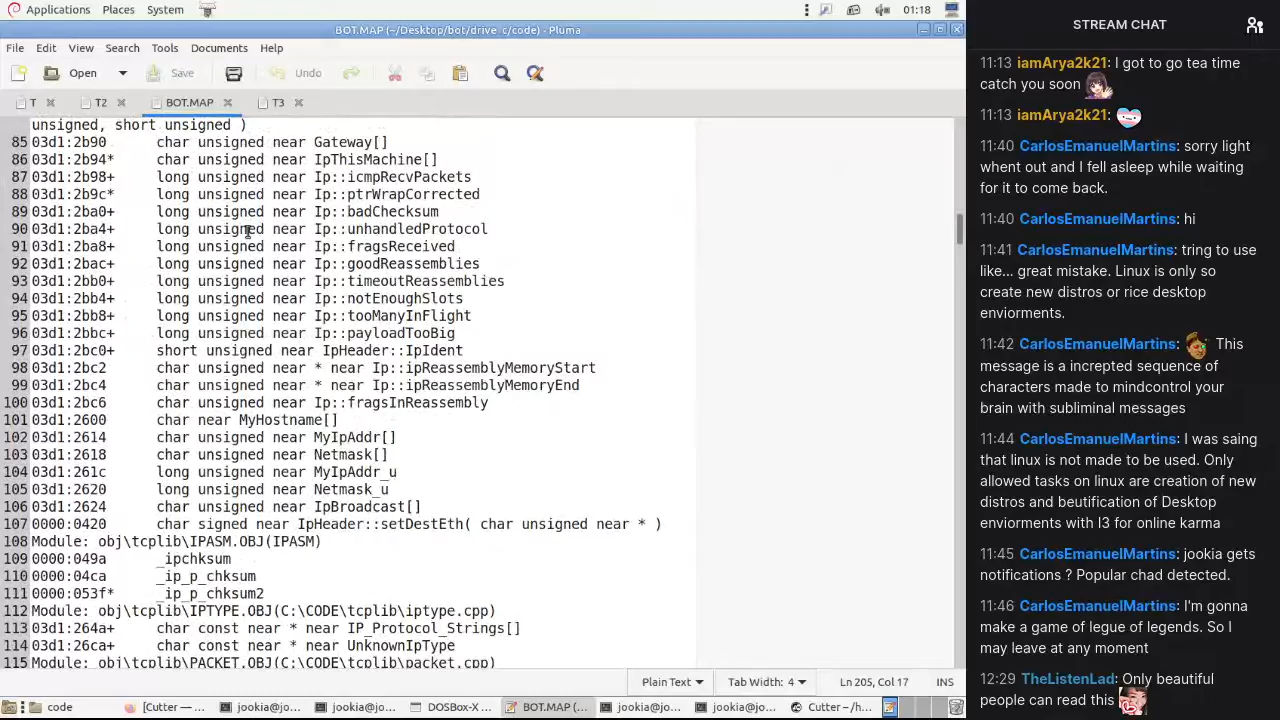 Applications Places System 01:18
BOT.MAP (~/Desktop/bot/drive_c/code) - Pluma
File Edit View Search Tools Documents Help
Open Save Undo
T T2 BOT.MAP T3
unsigned, short unsigned )
85 03d1:2b90 char unsigned near Gateway[]
86 03d1:2b94* char unsigned near IpThisMachine[]
87 03d1:2b98+ long unsigned near Ip::icmpRecvPackets
88 03d1:2b9c* long unsigned near Ip::ptrWrapCorrected
89 03d1:2ba0+ long unsigned near Ip::badChecksum
90 03d1:2ba4+ long unsigned near Ip::unhandledProtocol
91 03d1:2ba8+ long unsigned near Ip::fragsReceived
92 03d1:2bac+ long unsigned near Ip::goodReassemblies
93 03d1:2bb0+ long unsigned near Ip::timeoutReassemblies
94 03d1:2bb4+ long unsigned near Ip::notEnoughSlots
95 03d1:2bb8+ long unsigned near Ip::tooManyInFlight
96 03d1:2bbc+ long unsigned near Ip::payloadTooBig
97 03d1:2bc0+ short unsigned near IpHeader::IpIdent
98 03d1:2bc2 char unsigned near * near Ip::ipReassemblyMemoryStart
99 03d1:2bc4 char unsigned near * near Ip::ipReassemblyMemoryEnd
100 03d1:2bc6 char unsigned near Ip::fragsInReassembly
101 03d1:2600 char near MyHostname[]
102 03d1:2614 char unsigned near MyIpAddr[]
103 03d1:2618 char unsigned near Netmask[]
104 03d1:261c long unsigned near MyIpAddr_u
105 03d1:2620 long unsigned near Netmask_u
106 03d1:2624 char unsigned near IpBroadcast[]
107 0000:0420 char signed near IpHeader::setDestEth( char unsigned near * )
108 Module: obj\tcplib\IPASM.OBJ(IPASM)
109 0000:049a _ipchksum
110 0000:04ca _ip_p_chksum
111 0000:053f* _ip_p_chksum2
112 Module: obj\tcplib\IPTYPE.OBJ(C:\CODE\tcplib\iptype.cpp)
113 03d1:264a+ char const near * near IP_Protocol_Strings[]
114 03d1:26ca+ char const near * near UnknownIpType
115 Module: obj\tcplib\PACKET.OBJ(C:\CODE\tcplib\packet.cpp)
Plain Text Tab Width: 4 Ln 205, Col 17 INS
code [Cutter —... jookia@jo... jookia@jo... DOSBox-X ... BOT.MAP (... jookia@jo... jookia@jo... Cutter – /h...
STREAM CHAT
11:13 iamArya2k21: I got to go tea time
catch you soon
11:13 iamArya2k21:
11:40 CarlosEmanuelMartins: sorry light
whent out and I fell asleep while waiting
for it to come back.
11:40 CarlosEmanuelMartins: hi
11:41 CarlosEmanuelMartins: tring to use
like... great mistake. Linux is only so
create new distros or rice desktop
enviorments.
11:42 CarlosEmanuelMartins: This
message is a increpted sequence of
characters made to mindcontrol your
brain with subliminal messages
11:44 CarlosEmanuelMartins: I was saing
that linux is not made to be used. Only
allowed tasks on linux are creation of new
distros and beutification of Desktop
enviorments with I3 for online karma
11:45 CarlosEmanuelMartins: jookia gets
notifications ? Popular chad detected.
11:46 CarlosEmanuelMartins: I'm gonna
make a game of legue of legends. So I
may leave at any moment
12:29 TheListenLad: Only beautiful
people can read this